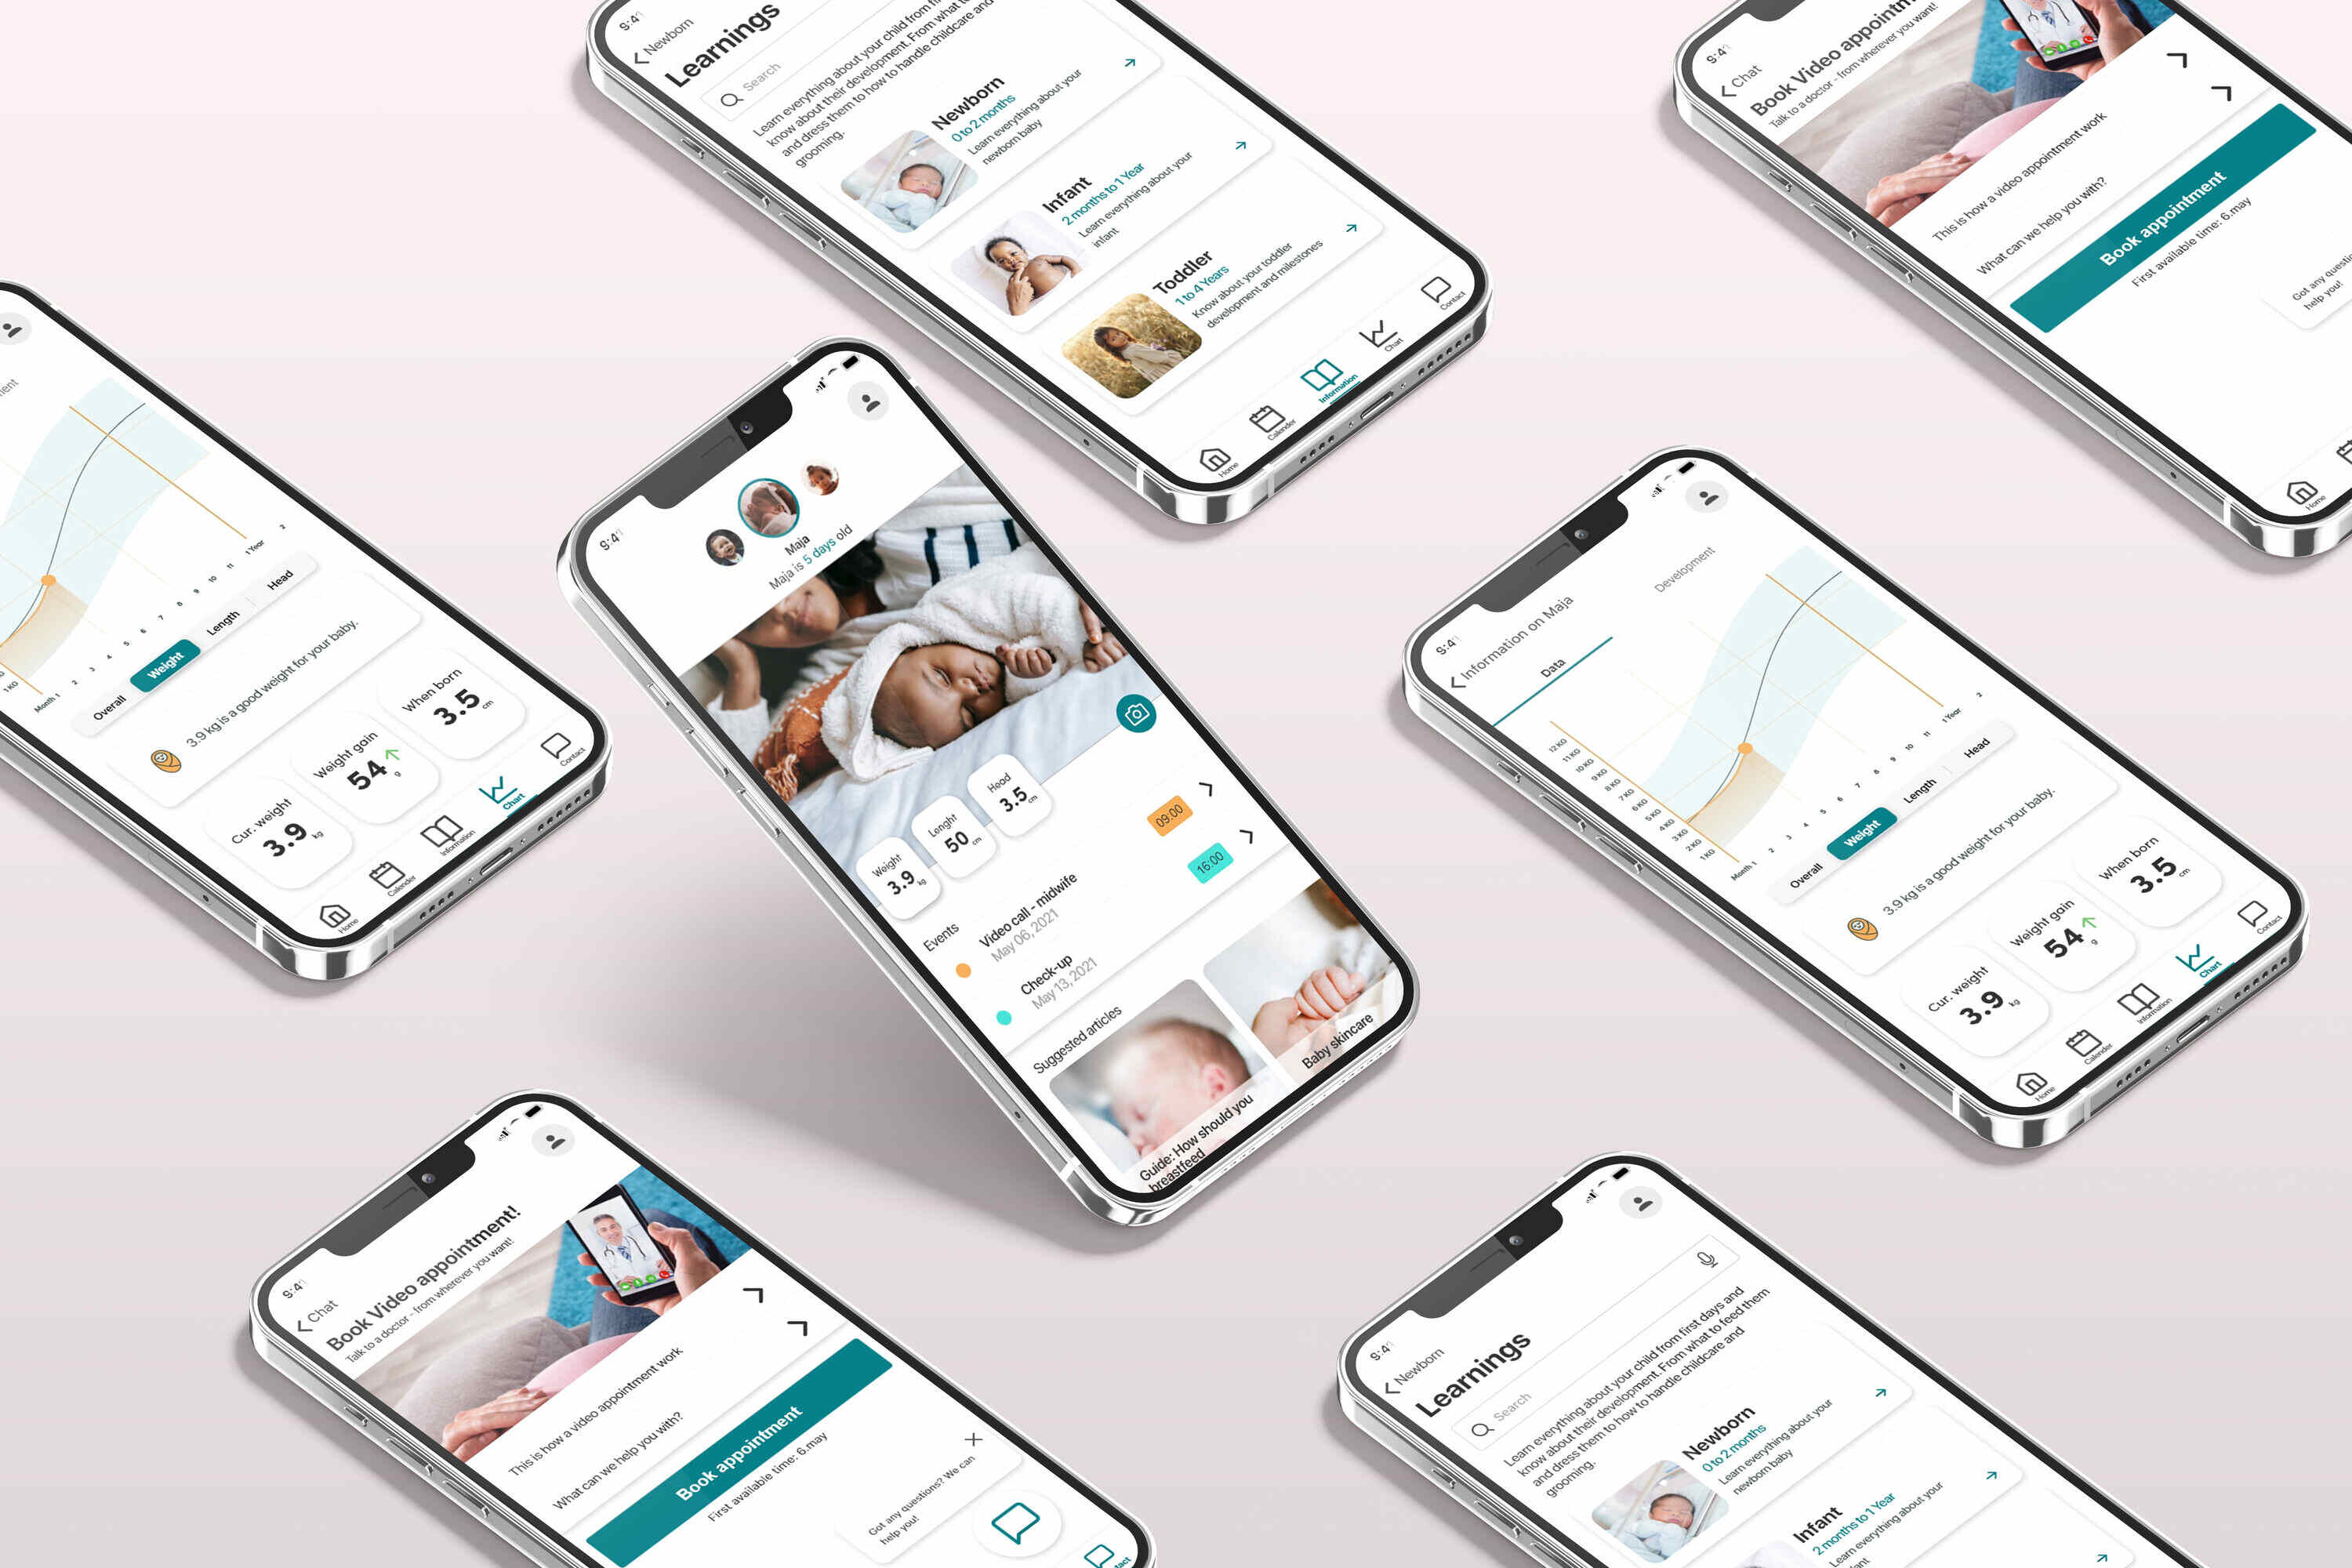 9:41
Newborn
Learnings
Search
Learn everything about your child from
know about their development. From what
and dress them to how to handle childcare and
grooming.
Newborn
0 to 2 months
Learn everything about your
newborn baby
Infant
2 months to 1 Year
Learn everything about your
infant
Toddler
1 to 4 Years
Know about your toddler
development and milestones
Home
Calender
Information
Chart
Contact
9:41
Chat
Book Video
Talk to a doctor - from wherever you want!
This is how a video appointment work
What can we help you with?
Book appointment
First available time: 6.may
Got any
help you!
Home
1 KG
Month 1
2
3
4
5
6
7
8
9
10
11
1 Year
2
Overall
Weight
Length
Head
3.9 kg is a good weight for your baby.
Cur. weight
3.9 kg
Weight gain
54 g
When born
3.5 cm
Home
Calender
Information
Chart
Contact
9:41
Maja
Maja is 5 days old
Weight
3.9 kg
Lenght
50 cm
Head
3.5 cm
Events
Video call - midwife
May 06, 2021
09:00
Check-up
May 13, 2021
16:00
Suggested articles
Guide: How should you
breastfeed
Baby skincare
9:41
Information on Maja
Data
Development
12 KG
11 KG
10 KG
9 KG
8 KG
7 KG
6 KG
5 KG
4 KG
3 KG
2 KG
1 KG
Month 1
2
3
4
5
6
7
8
9
10
11
1 Year
2
Overall
Weight
Length
Head
3.9 kg is a good weight for your baby.
Cur. weight
3.9 kg
Weight gain
54 g
When born
3.5 cm
Home
Calender
Information
Chart
Contact
9:41
Chat
Book Video appointment!
Talk to a doctor - from wherever you want!
This is how a video appointment work
What can we help you with?
Book appointment
First available time: 6.may
Got any questions? We can
help you!
9:41
Newborn
Learnings
Search
Learn everything about your child from first days and
know about their development. From what to feed them
and dress them to how to handle childcare and
grooming.
Newborn
0 to 2 months
Learn everything about your
newborn baby
Infant
2 months to 1 Year
Learn everything about your